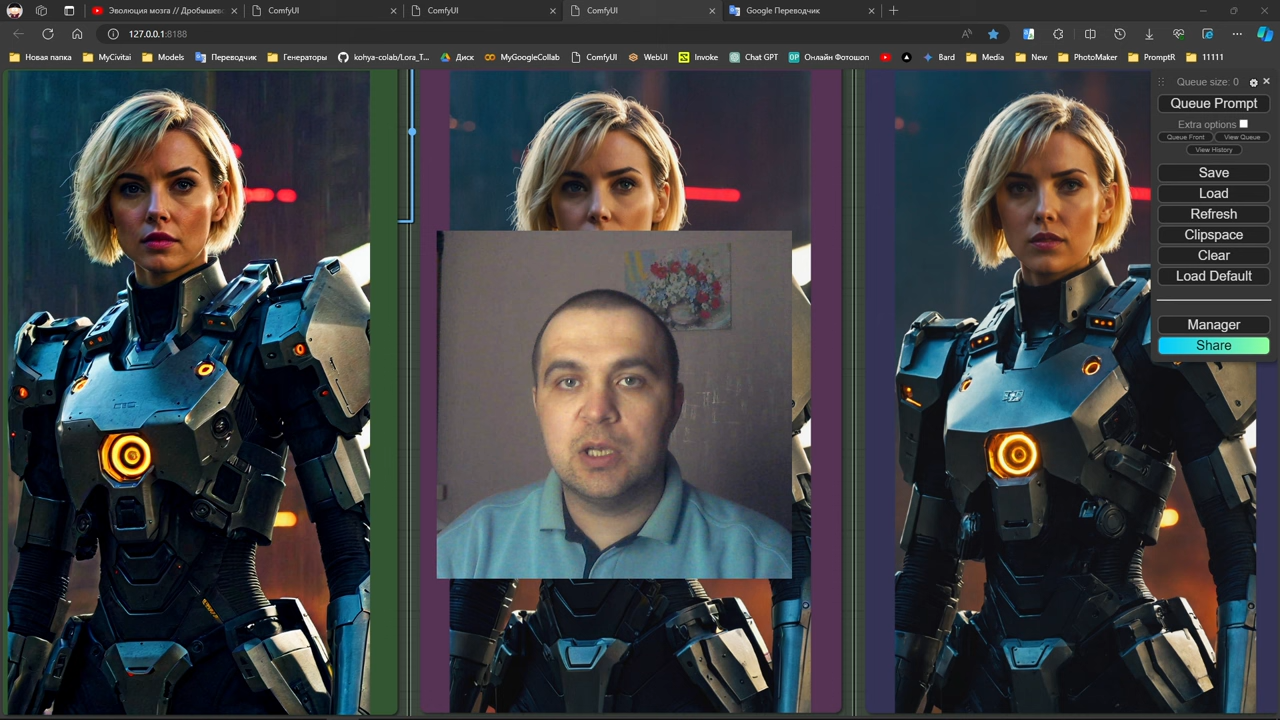 Эволюция мозга // Дробышев
ComfyUI
ComfyUI
ComfyUI
Google Переводчик
127.0.0.1:8188
Новая папка
MyCivitai
Models
Переводчик
Генераторы
kohya-colab/Lora_T...
Диск
MyGoogleCollab
ComfyUI
WebUI
Invoke
Chat GPT
Онлайн Фотошоп
Bard
Media
New
PhotoMaker
PromptR
11111
Queue size: 0
Queue Prompt
Extra options
Queue Front
View Queue
View History
Save
Load
Refresh
Clipspace
Clear
Load Default
Manager
Share